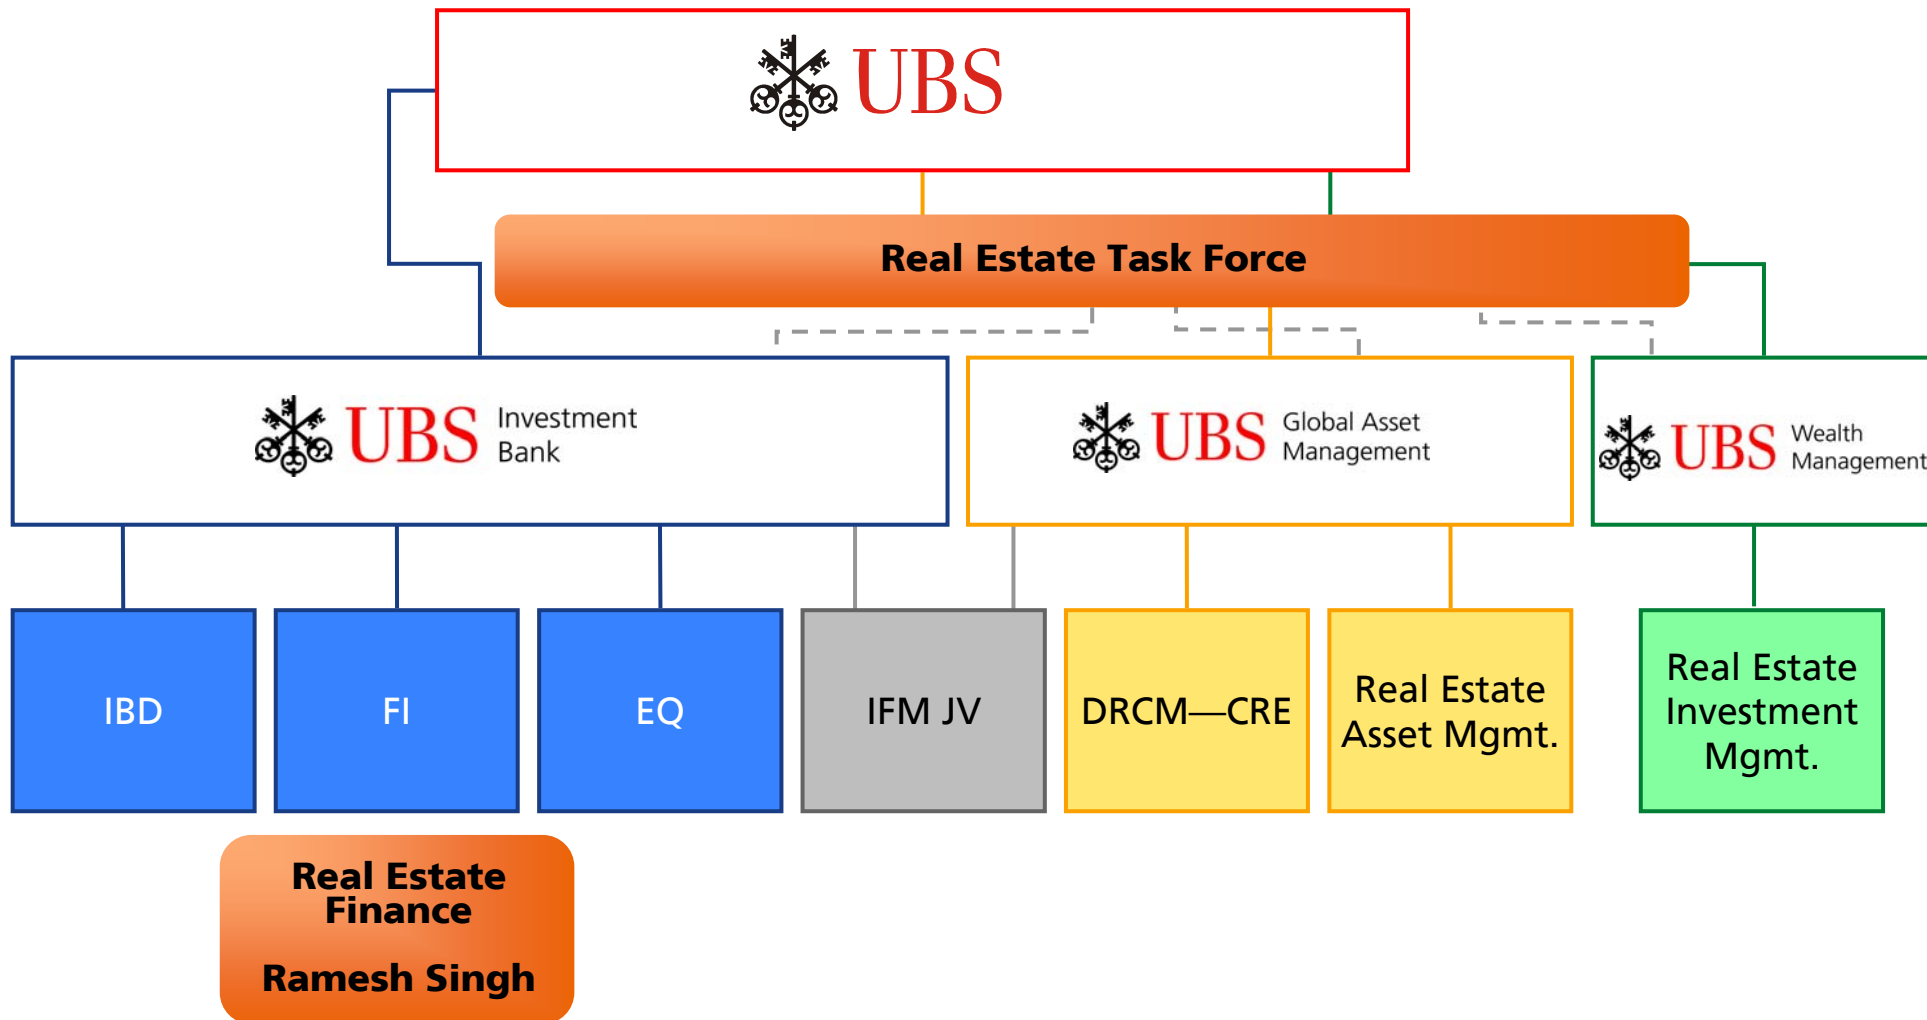 UBS
Real Estate Task Force
UBS Investment
Bank
UBS Global Asset
Management
UBS Wealth
Management
IBD
FI
EQ
IFM JV
DRCM—CRE
Real Estate
Asset Mgmt.
Real Estate
Investment
Mgmt.
Real Estate
Finance
Ramesh Singh